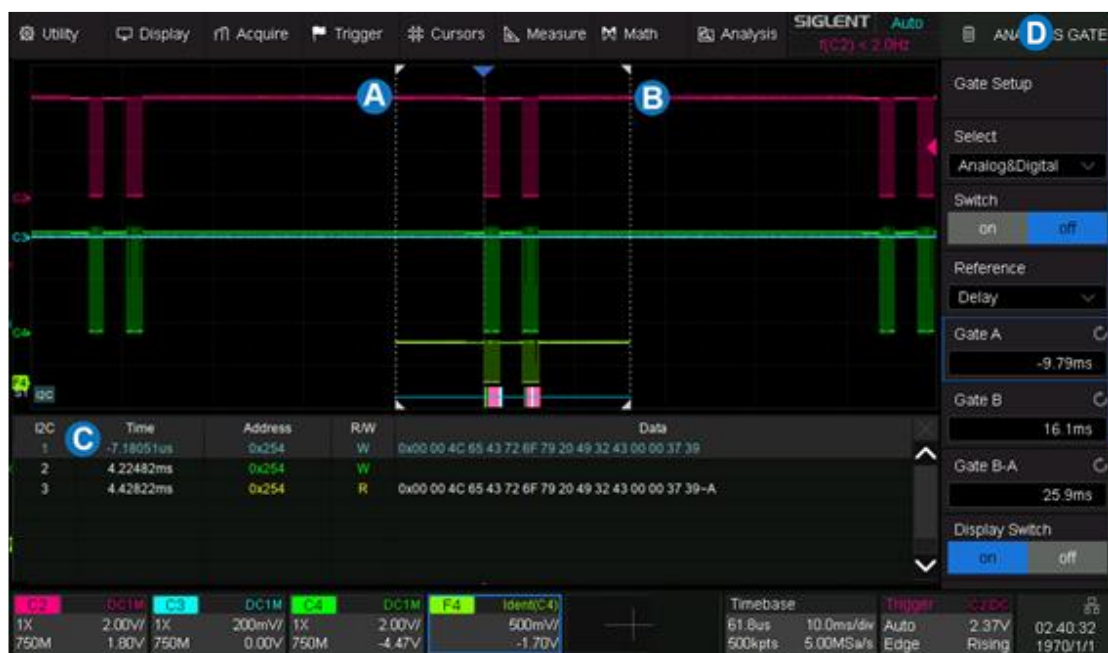 Utility Display Acquire Trigger Cursors Measure Math Analysis
SIGLENT Auto
f(C2) < 2.0Hz
D
A
B
Gate Setup
Select
Analog&Digital
Switch
on off
Reference
Delay
Gate A
-9.79ms
Gate B
16.1ms
Gate B-A
25.9ms
Display Switch
on off
C3
C4
F4
S1 I2C
I2C Time Address R/W Data
C
1 -7.18051us 0x254 W 0x00 00 4C 65 43 72 6F 79 20 49 32 43 00 00 37 39
2 4.22482ms 0x254 W
3 4.42822ms 0x254 R 0x00 00 4C 65 43 72 6F 79 20 49 32 43 00 00 37 39~A
C2 DC1M C3 DC1M C4 DC1M F4 Ident(C4)
1X 2.00V/ 1X 200mV/ 1X 2.00V/ 500mV/
750M 1.80V 750M 0.00V 750M -4.47V -1.70V
Timebase
61.8us 10.0ms/div
500kpts 5.00MSa/s
Trigger C2 DC
Auto 2.37V
Edge Rising
02:40:32
1970/1/1